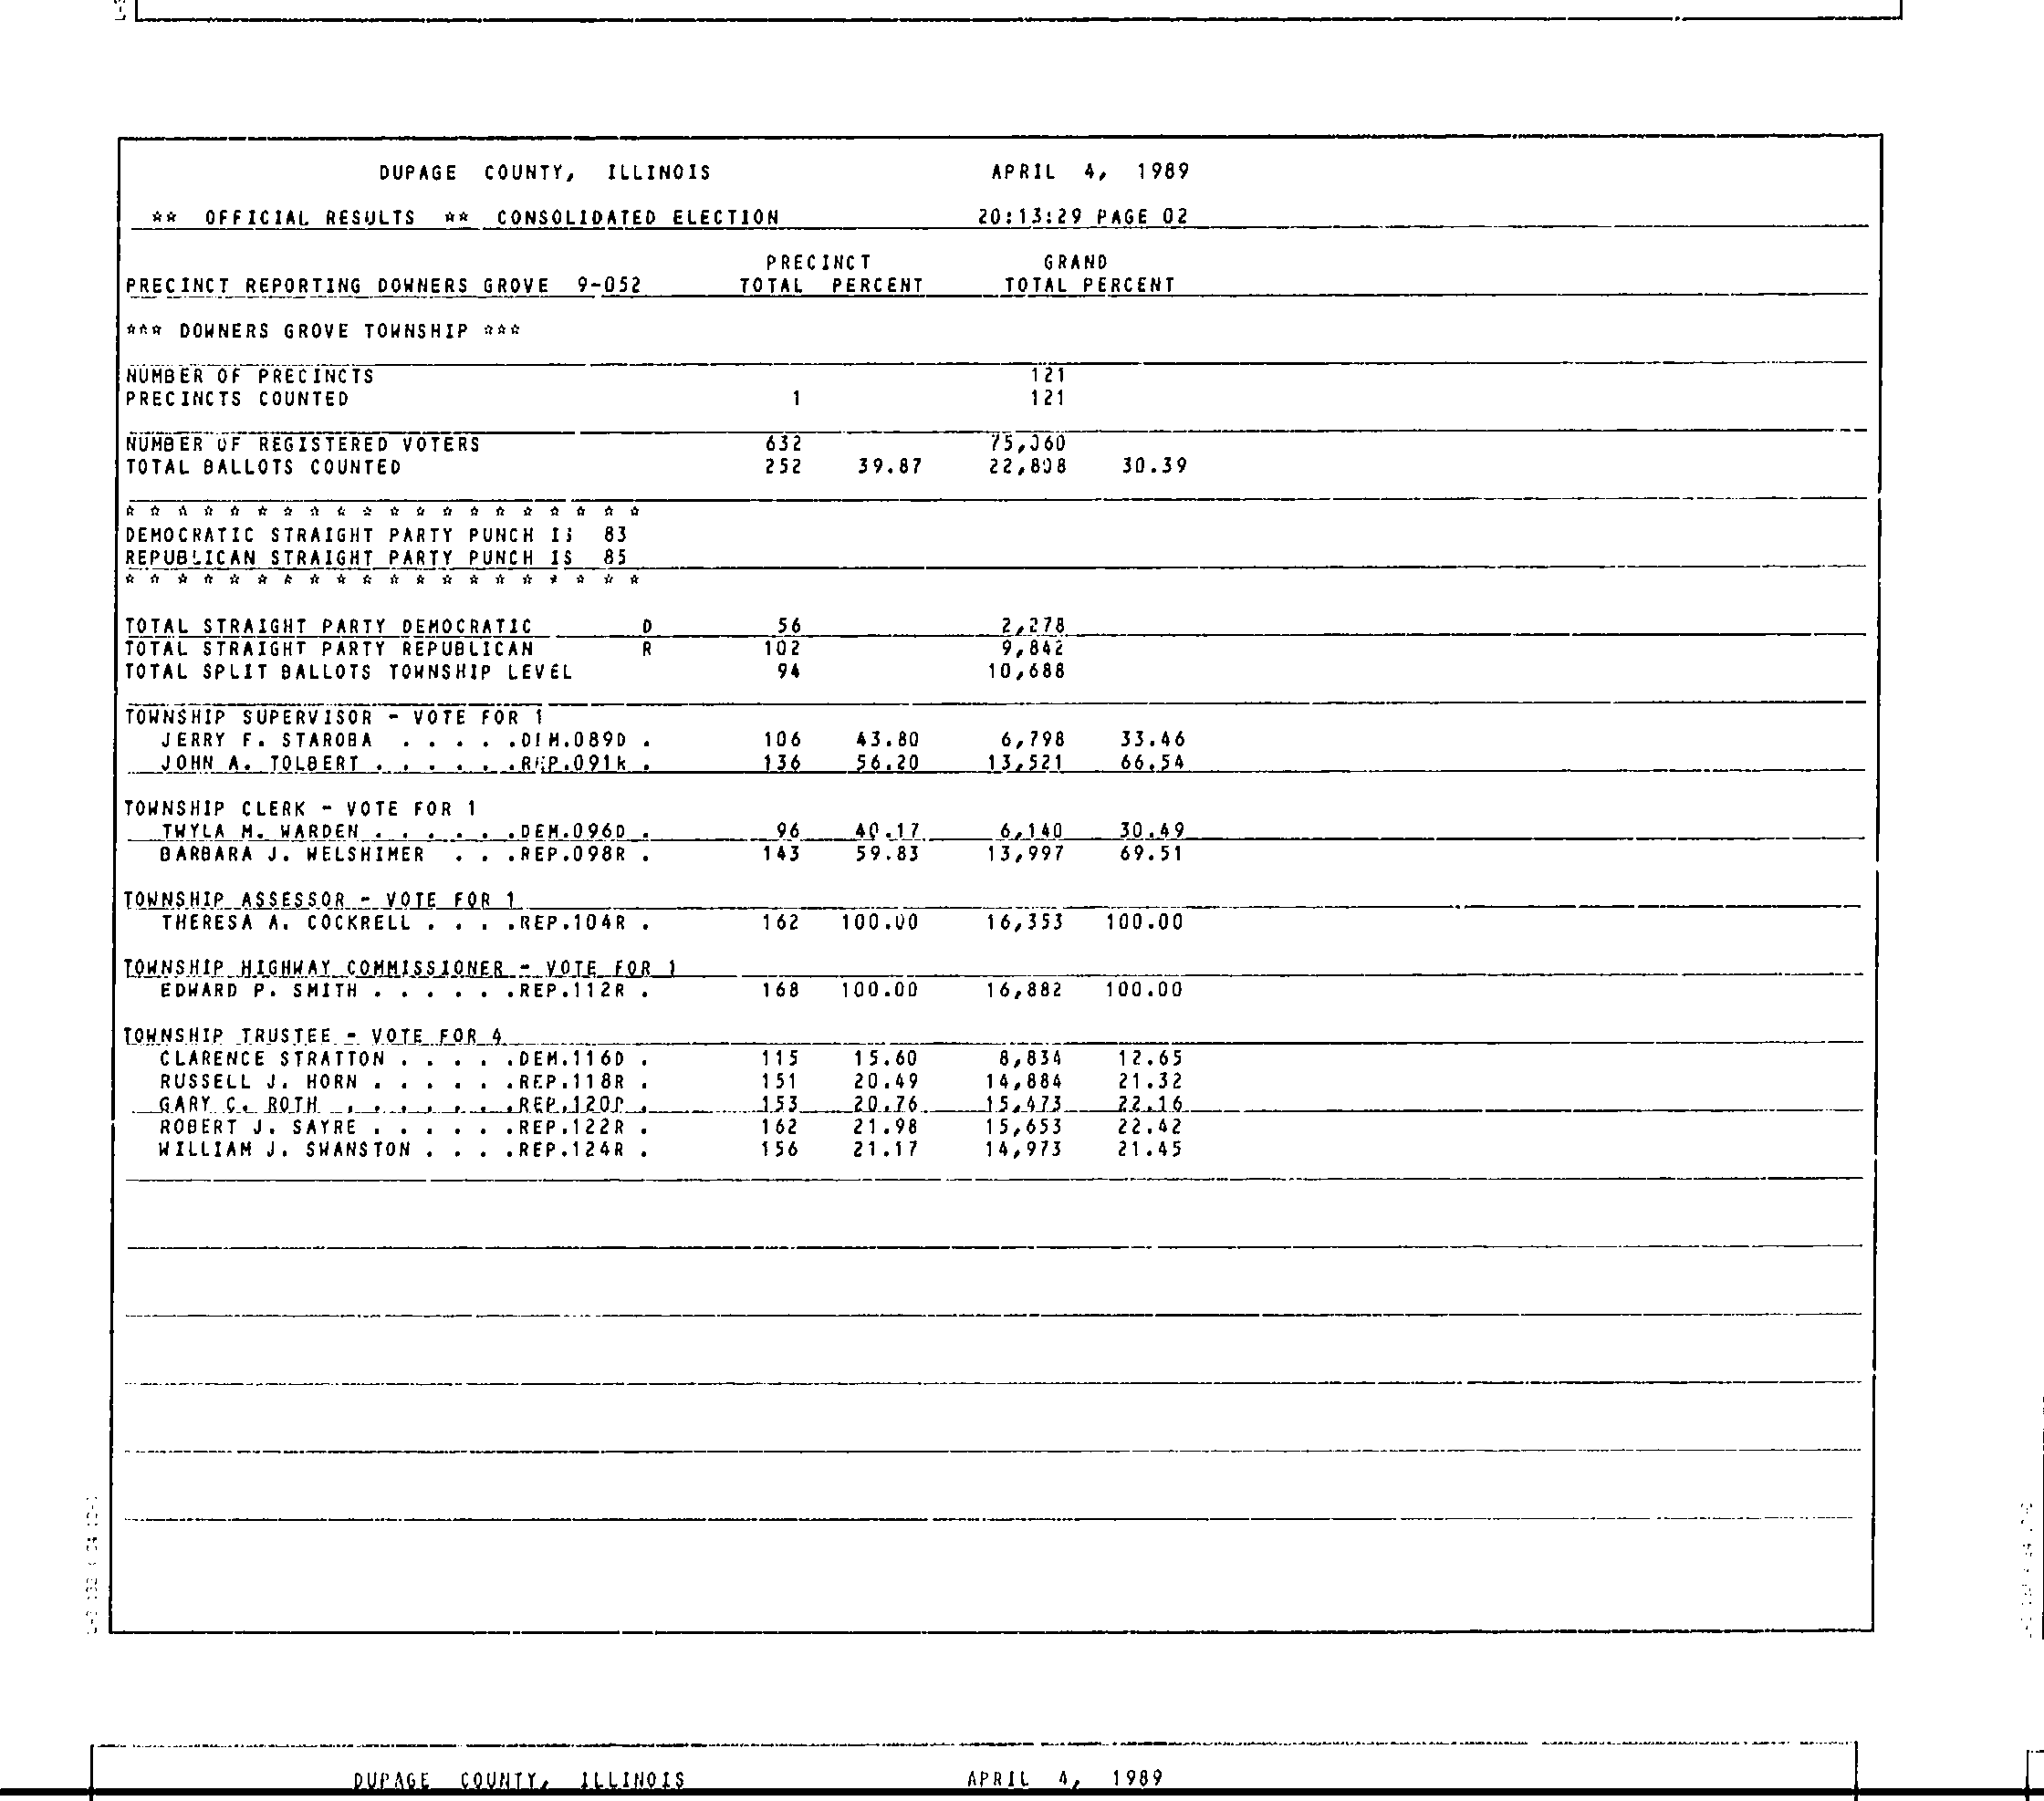 DUPAGE COUNTY, ILLINOIS APRIL 4, 1989
** OFFICIAL RESULTS ** CONSOLIDATED ELECTION 20:13:29 PAGE 02
PRECINCT GRAND
PRECINCT REPORTING DOWNERS GROVE 9-052 TOTAL PERCENT TOTAL PERCENT
*** DOWNERS GROVE TOWNSHIP ***
NUMBER OF PRECINCTS 121
PRECINCTS COUNTED 1 121
NUMBER OF REGISTERED VOTERS 632 75,060
TOTAL BALLOTS COUNTED 252 39.87 22,808 30.39
* * * * * * * * * * * * * * * * * * * *
DEMOCRATIC STRAIGHT PARTY PUNCH IS 83
REPUBLICAN STRAIGHT PARTY PUNCH IS 85
* * * * * * * * * * * * * * * * * * * *
TOTAL STRAIGHT PARTY DEMOCRATIC D 56 2,278
TOTAL STRAIGHT PARTY REPUBLICAN R 102 9,842
TOTAL SPLIT BALLOTS TOWNSHIP LEVEL 94 10,688
TOWNSHIP SUPERVISOR - VOTE FOR 1
JERRY F. STAROBA . . . . .DEM.089D . 106 43.80 6,798 33.46
JOHN A. TOLBERT . . . . . .REP.091R . 136 56.20 13,521 66.54
TOWNSHIP CLERK - VOTE FOR 1
TWYLA M. WARDEN . . . . . .DEM.096D . 96 40.17 6,140 30.49
BARBARA J. WELSHIMER . . .REP.098R . 143 59.83 13,997 69.51
TOWNSHIP ASSESSOR - VOTE FOR 1
THERESA A. COCKRELL . . . .REP.104R . 162 100.00 16,353 100.00
TOWNSHIP HIGHWAY COMMISSIONER - VOTE FOR 1
EDWARD P. SMITH . . . . . .REP.112R . 168 100.00 16,882 100.00
TOWNSHIP TRUSTEE - VOTE FOR 4
CLARENCE STRATTON . . . . .DEM.116D . 115 15.60 8,834 12.65
RUSSELL J. HORN . . . . . .REP.118R . 151 20.49 14,884 21.32
GARY C. ROTH . . . . . . .REP.120R . 153 20.76 15,473 22.16
ROBERT J. SAYRE . . . . . .REP.122R . 162 21.98 15,653 22.42
WILLIAM J. SWANSTON . . . .REP.124R . 156 21.17 14,973 21.45
DUPAGE COUNTY, ILLINOIS APRIL 4, 1989